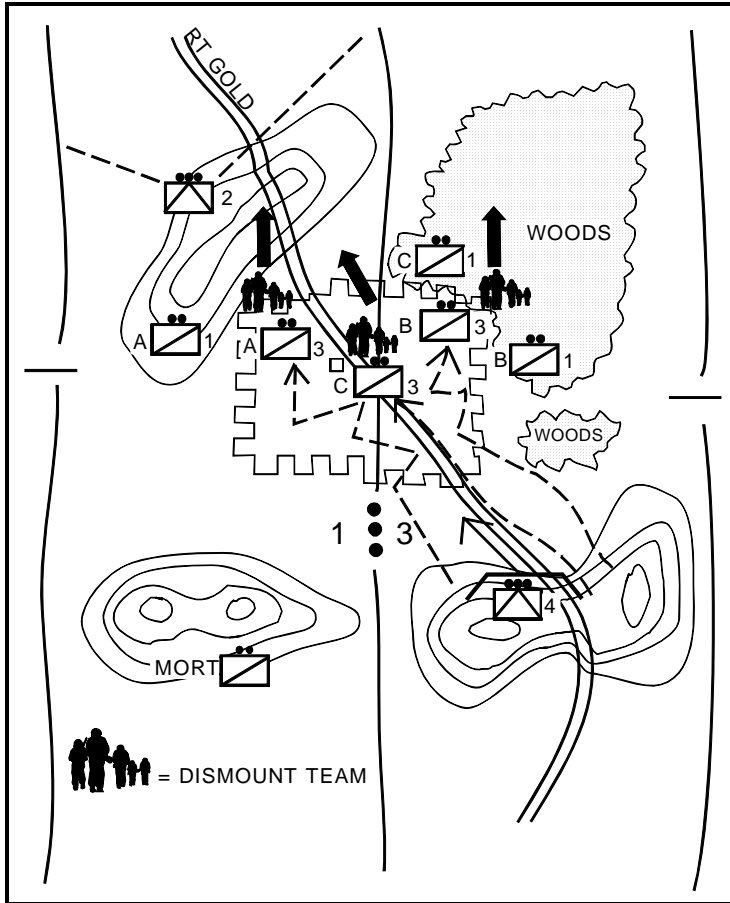 RT GOLD
2
WOODS
C 1
A 1
A 3
B 3
B 1
C 3
WOODS
1 3
4
MORT
= DISMOUNT TEAM